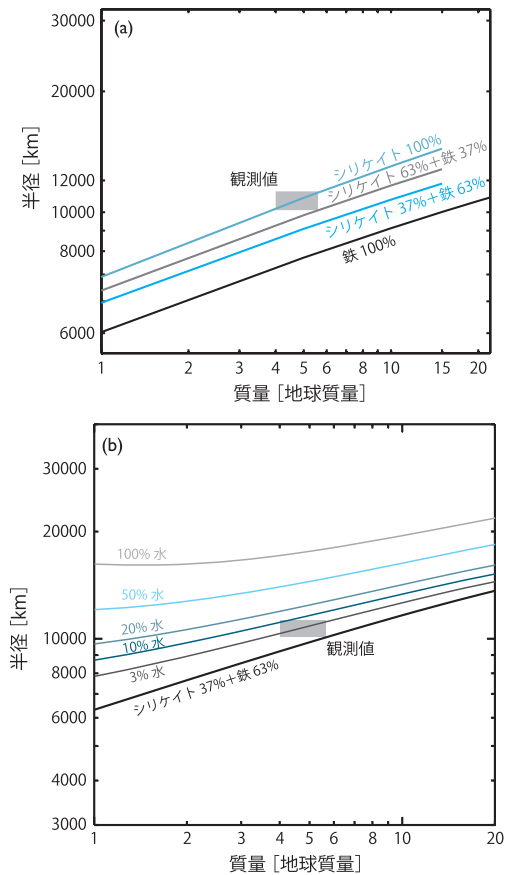 (a)
30000
20000
12000
10000
8000
6000
半径 [km]
観測値
シリケイト 100%
シリケイト 63%＋鉄 37%
シリケイト 37%＋鉄 63%
鉄 100%
1 2 3 4 5 6 8 10 15 20
質量 [地球質量]
(b)
30000
20000
10000
8000
6000
4000
3000
半径 [km]
100% 水
50% 水
20% 水
10% 水
3% 水
シリケイト 37%＋鉄 63%
観測値
1 2 3 4 5 6 8 10 20
質量 [地球質量]